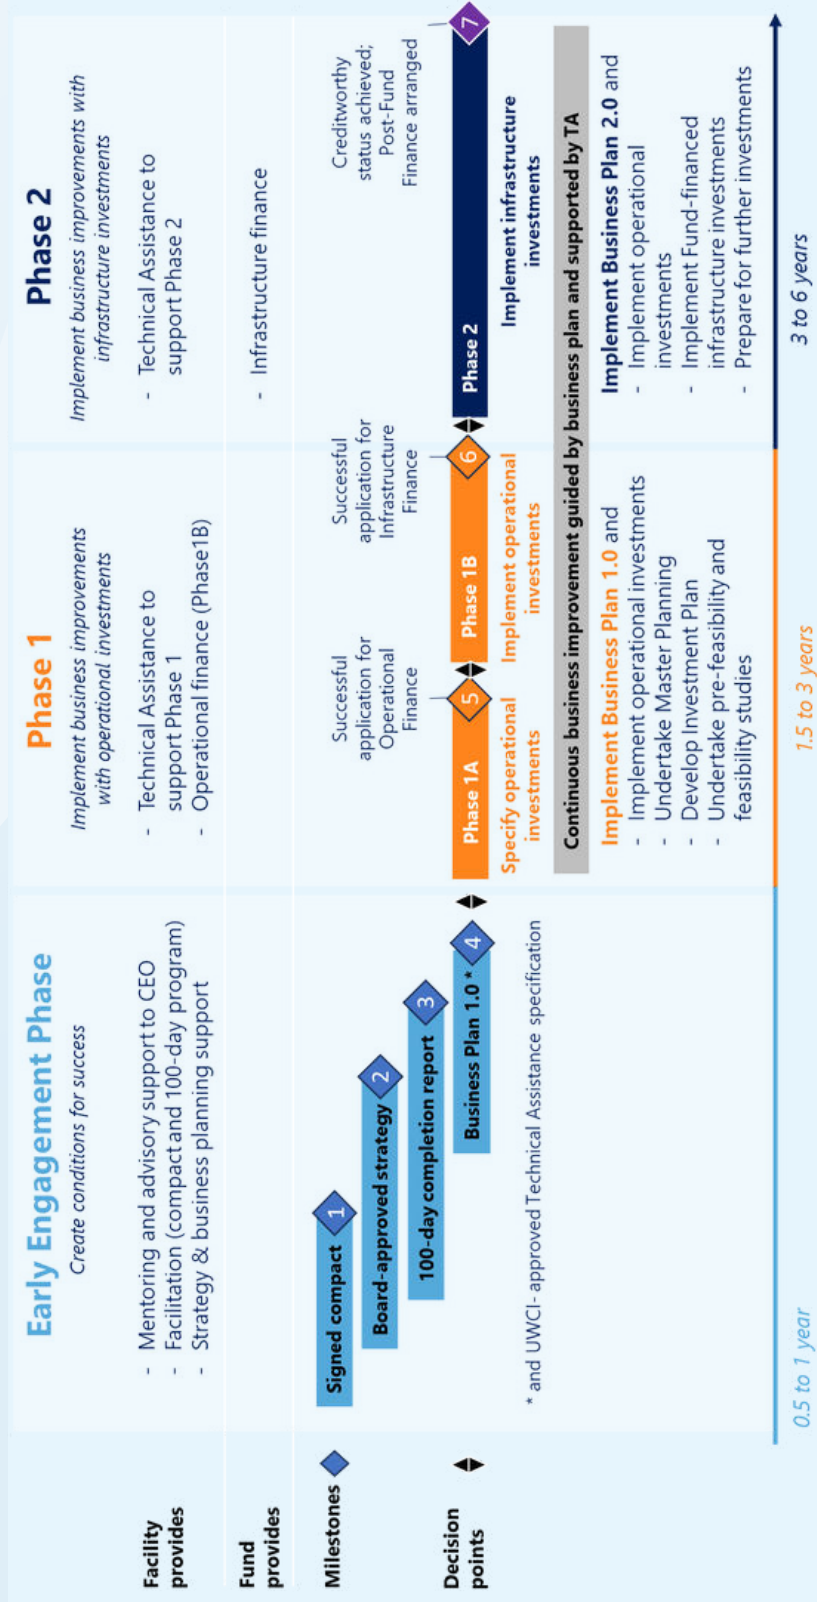 Early Engagement Phase
Create conditions for success
Phase 1
Implement business improvements
with operational investments
Phase 2
Implement business improvements with
infrastructure investments
Facility
provides
- Mentoring and advisory support to CEO
- Facilitation (compact and 100-day program)
- Strategy & business planning support
- Technical Assistance to
support Phase 1
- Operational finance (Phase1B)
- Technical Assistance to
support Phase 2
Fund
provides
- Infrastructure finance
Milestones
Signed compact
1
Board-approved strategy
2
100-day completion report
3
Business Plan 1.0 *
4
Successful
application for
Operational
Finance
Successful
application for
Infrastructure
Finance
Creditworthy
status achieved;
Post-Fund
Finance arranged
Decision
points
Phase 1A
5
Phase 1B
6
Phase 2
7
Specify operational
investments
Implement operational
investments
Implement infrastructure
investments
* and UWCI- approved Technical Assistance specification
Continuous business improvement guided by business plan and supported by TA
Implement Business Plan 1.0 and
- Implement operational investments
- Undertake Master Planning
- Develop Investment Plan
- Undertake pre-feasibility and
feasibility studies
Implement Business Plan 2.0 and
- Implement operational
investments
- Implement Fund-financed
infrastructure investments
- Prepare for further investments
0.5 to 1 year
1.5 to 3 years
3 to 6 years